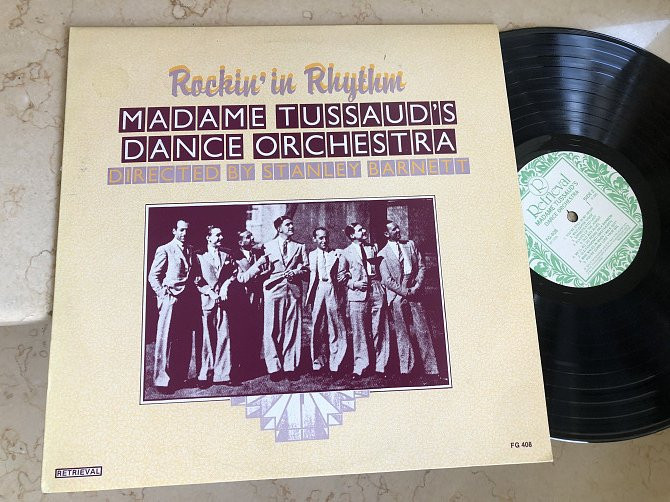 Rockin' in Rhythm
MADAME TUSSAUD'S
DANCE ORCHESTRA
DIRECTED BY STANLEY BARNETT
RETRIEVAL
FG 408
Retrieval
MADAME TUSSAUD'S
DANCE ORCHESTRA